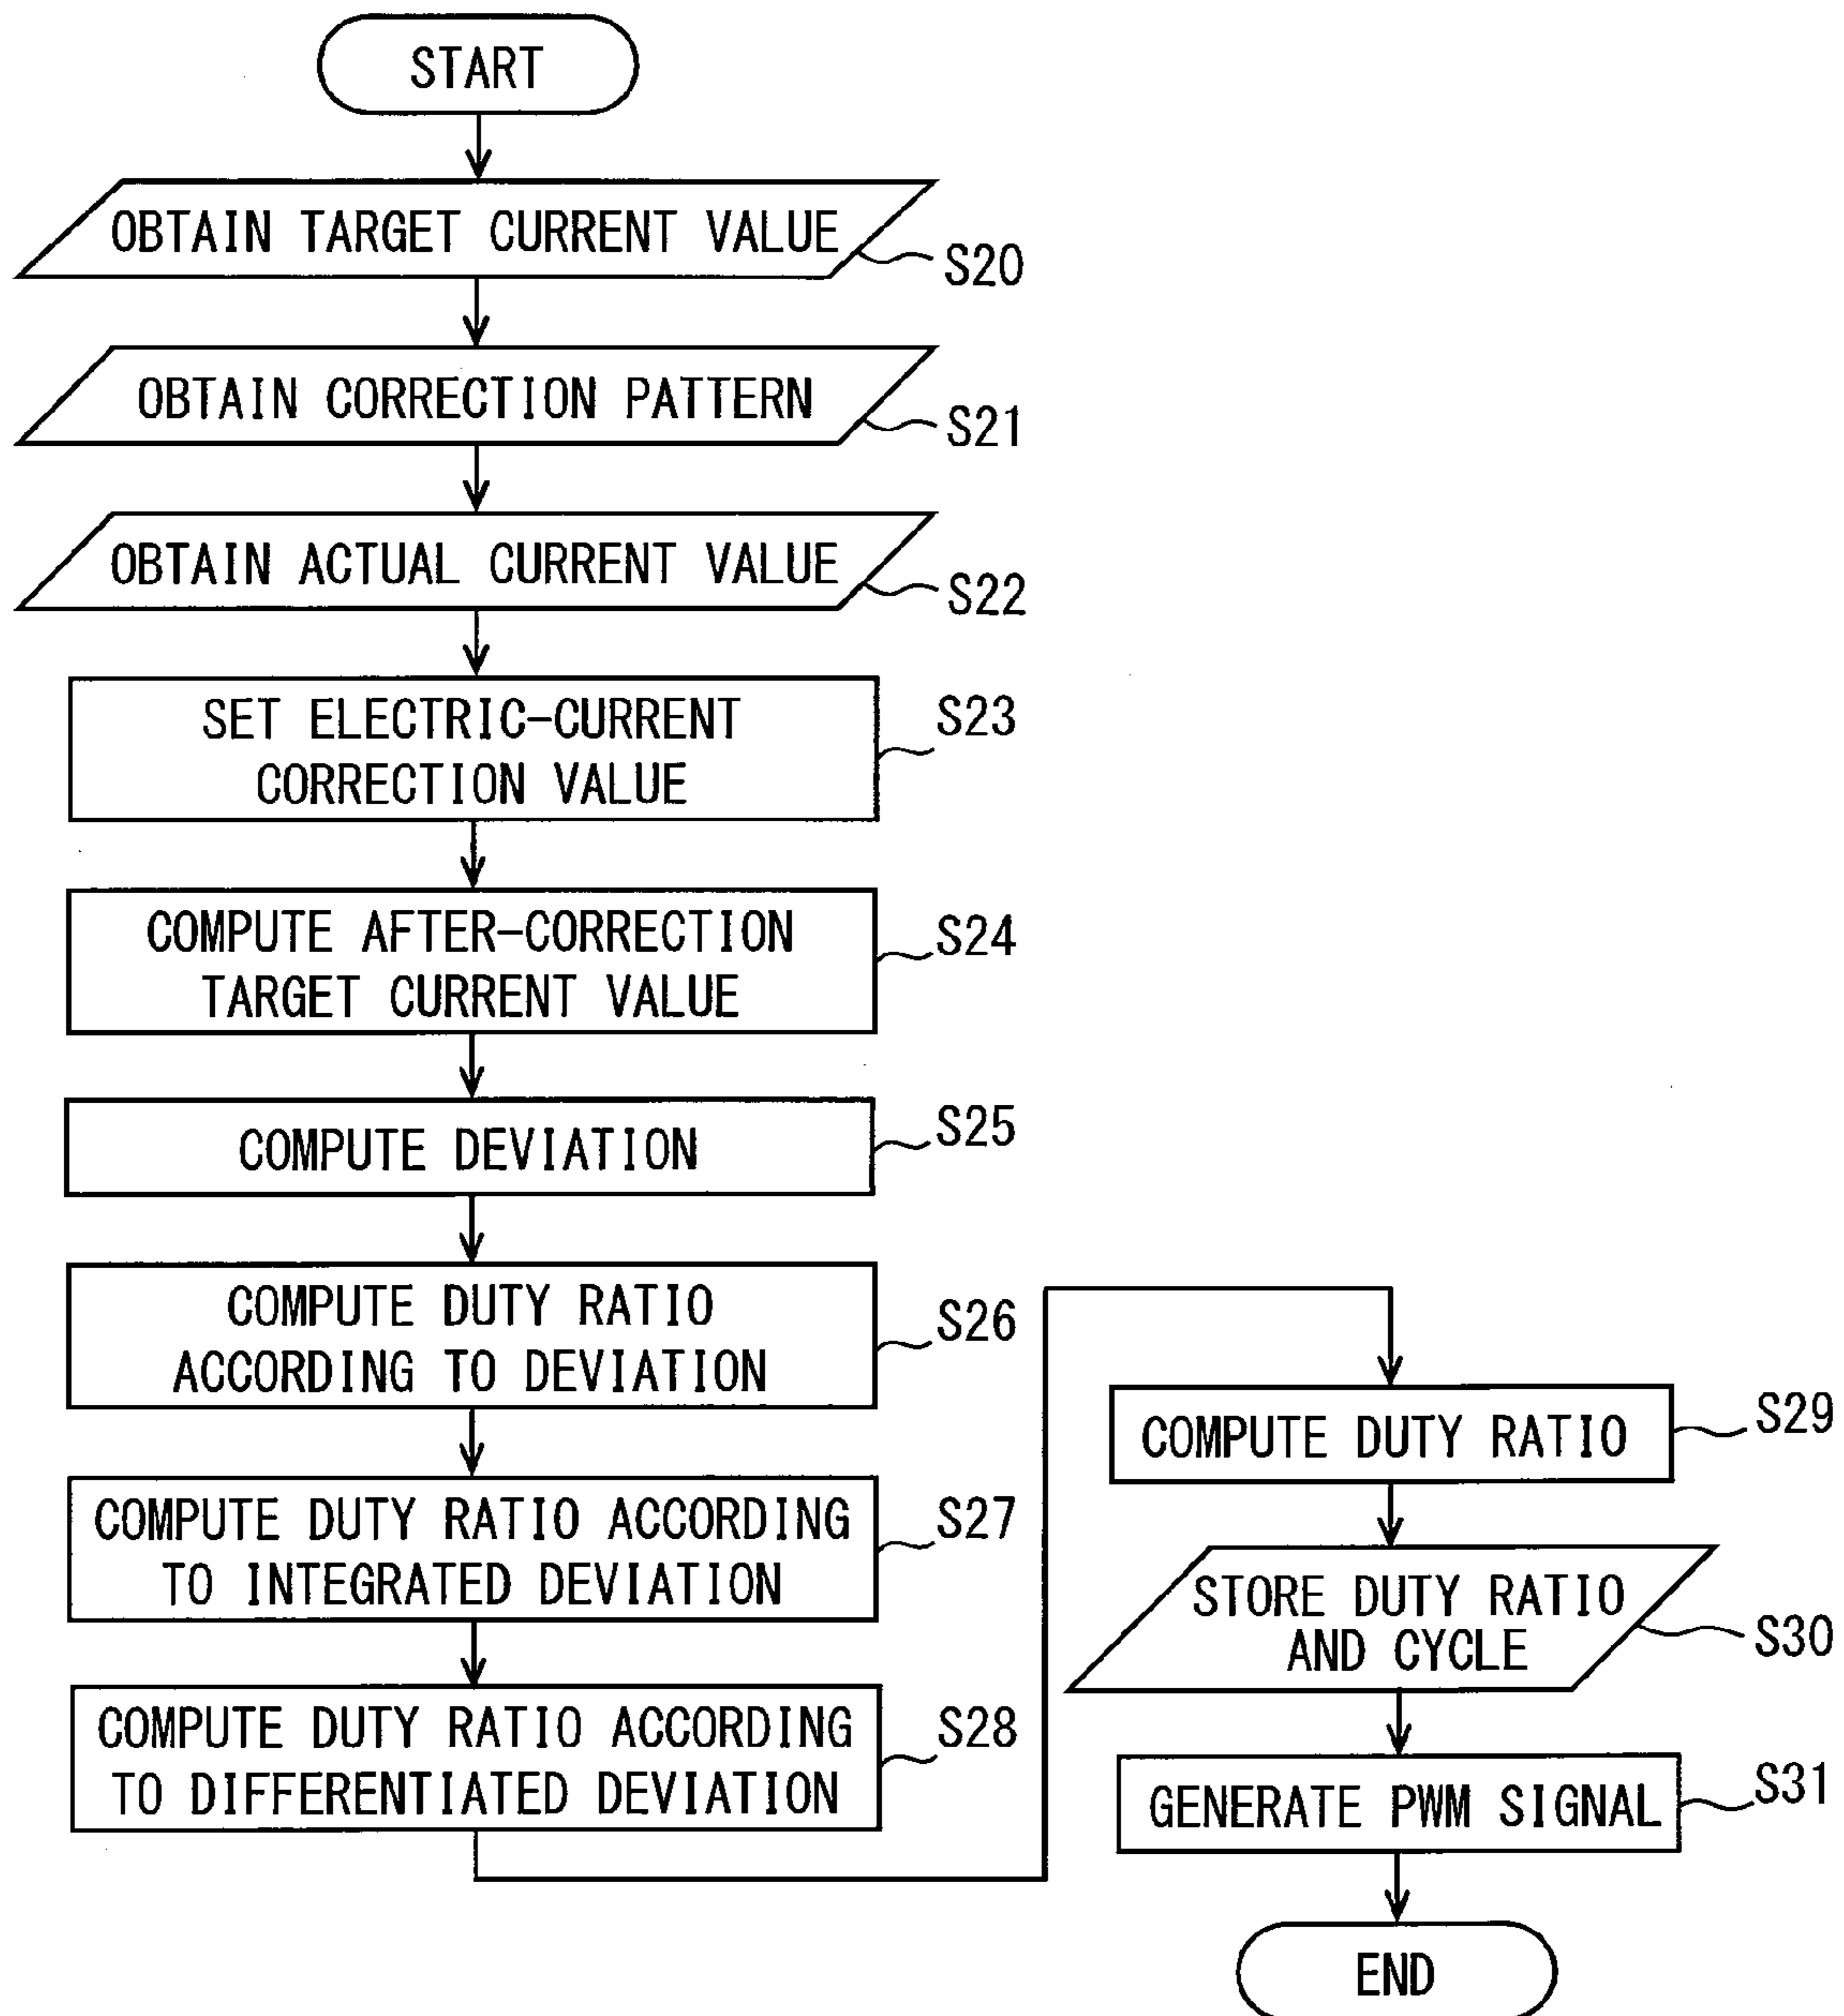 START
OBTAIN TARGET CURRENT VALUE
S20
OBTAIN CORRECTION PATTERN
S21
OBTAIN ACTUAL CURRENT VALUE
S22
SET ELECTRIC-CURRENT
CORRECTION VALUE
S23
COMPUTE AFTER-CORRECTION
TARGET CURRENT VALUE
S24
COMPUTE DEVIATION
S25
COMPUTE DUTY RATIO
ACCORDING TO DEVIATION
S26
COMPUTE DUTY RATIO ACCORDING
TO INTEGRATED DEVIATION
S27
COMPUTE DUTY RATIO ACCORDING
TO DIFFERENTIATED DEVIATION
S28
COMPUTE DUTY RATIO
S29
STORE DUTY RATIO
AND CYCLE
S30
GENERATE PWM SIGNAL
S31
END